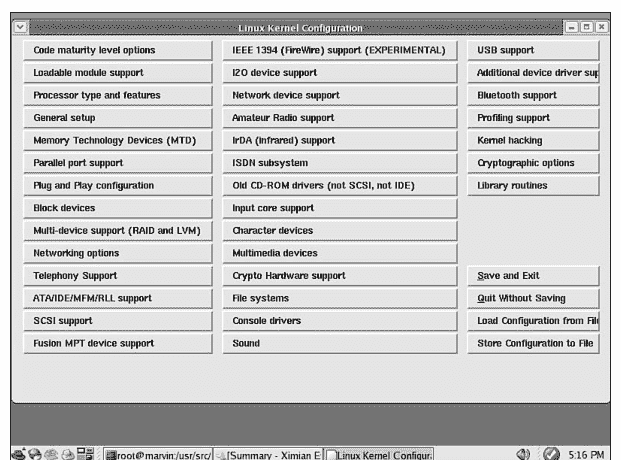 Linux Kernel Configuration
Code maturity level options
Loadable module support
Processor type and features
General setup
Memory Technology Devices (MTD)
Parallel port support
Plug and Play configuration
Block devices
Multi-device support (RAID and LVM)
Networking options
Telephony Support
ATA/IDE/MFM/RLL support
SCSI support
Fusion MPT device support
IEEE 1394 (FireWire) support (EXPERIMENTAL)
I2O device support
Network device support
Amateur Radio support
IrDA (infrared) support
ISDN subsystem
Old CD-ROM drivers (not SCSI, not IDE)
Input core support
Character devices
Multimedia devices
Crypto Hardware support
File systems
Console drivers
Sound
USB support
Additional device driver sup
Bluetooth support
Profiling support
Kernel hacking
Cryptographic options
Library routines
Save and Exit
Quit Without Saving
Load Configuration from File
Store Configuration to File
root@marvin:/usr/src/
[Summary - Ximian E
Linux Kernel Configur.
5:16 PM